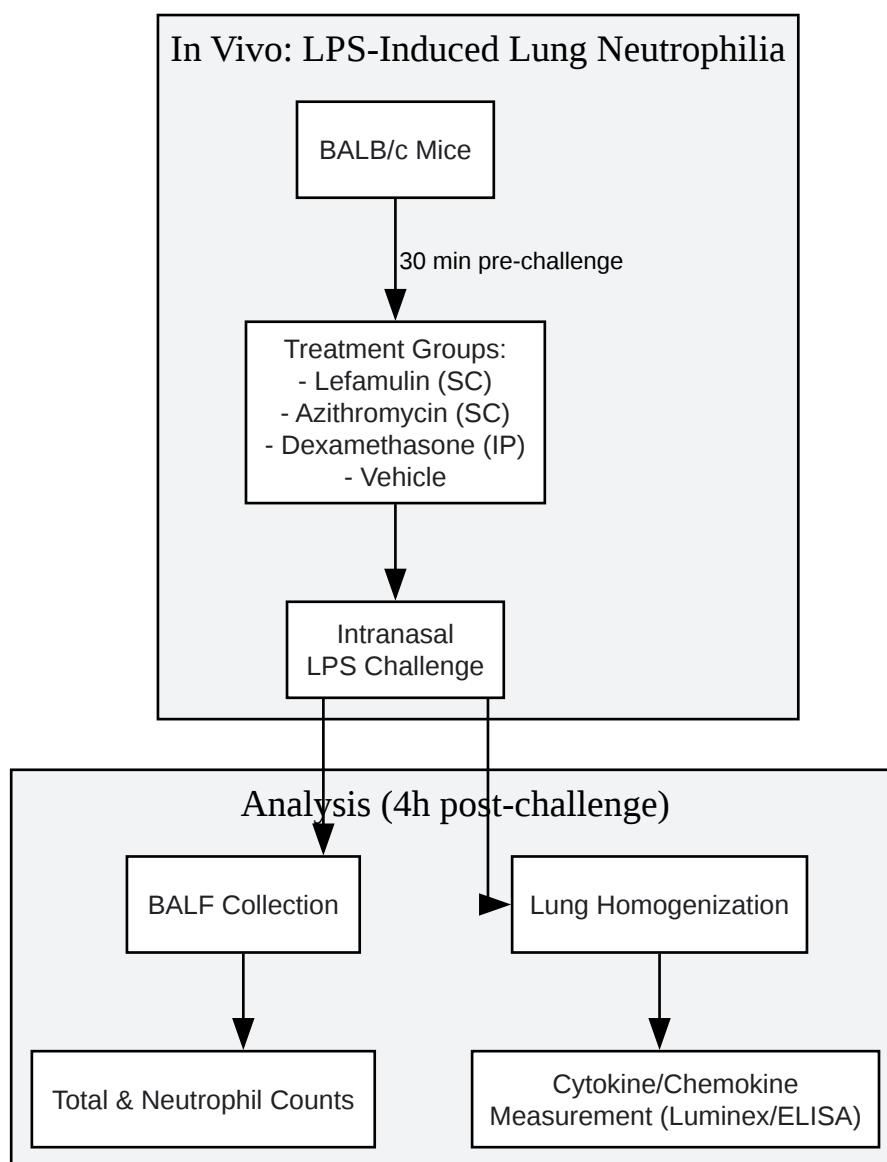 In Vivo: LPS-Induced Lung Neutrophilia
BALB/c Mice
30 min pre-challenge
Treatment Groups:
- Lefamulin (SC)
- Azithromycin (SC)
- Dexamethasone (IP)
- Vehicle
Intranasal
LPS Challenge
Analysis (4h post-challenge)
BALF Collection
Lung Homogenization
Total & Neutrophil Counts
Cytokine/Chemokine
Measurement (Luminex/ELISA)